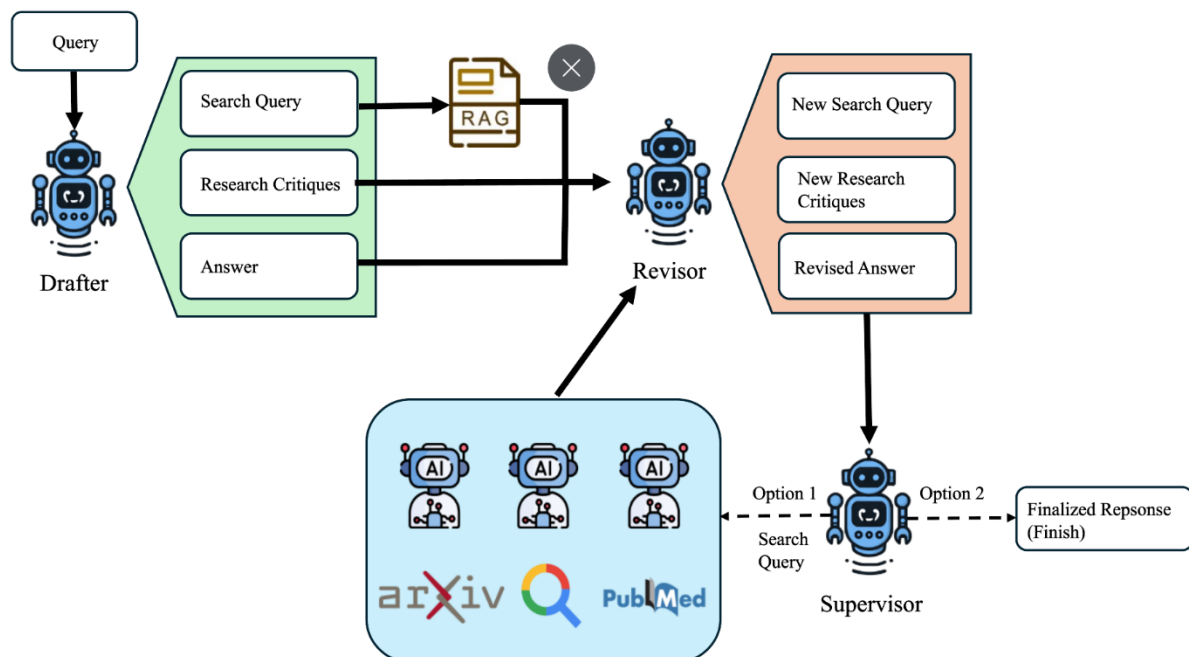 Query
Search Query
RAG
Research Critiques
Answer
Drafter
Revisor
New Search Query
New Research
Critiques
Revised Answer
AI
AI
AI
arXiv
PubMed
Option 1
Search
Query
Option 2
Finalized Repsonse
(Finish)
Supervisor